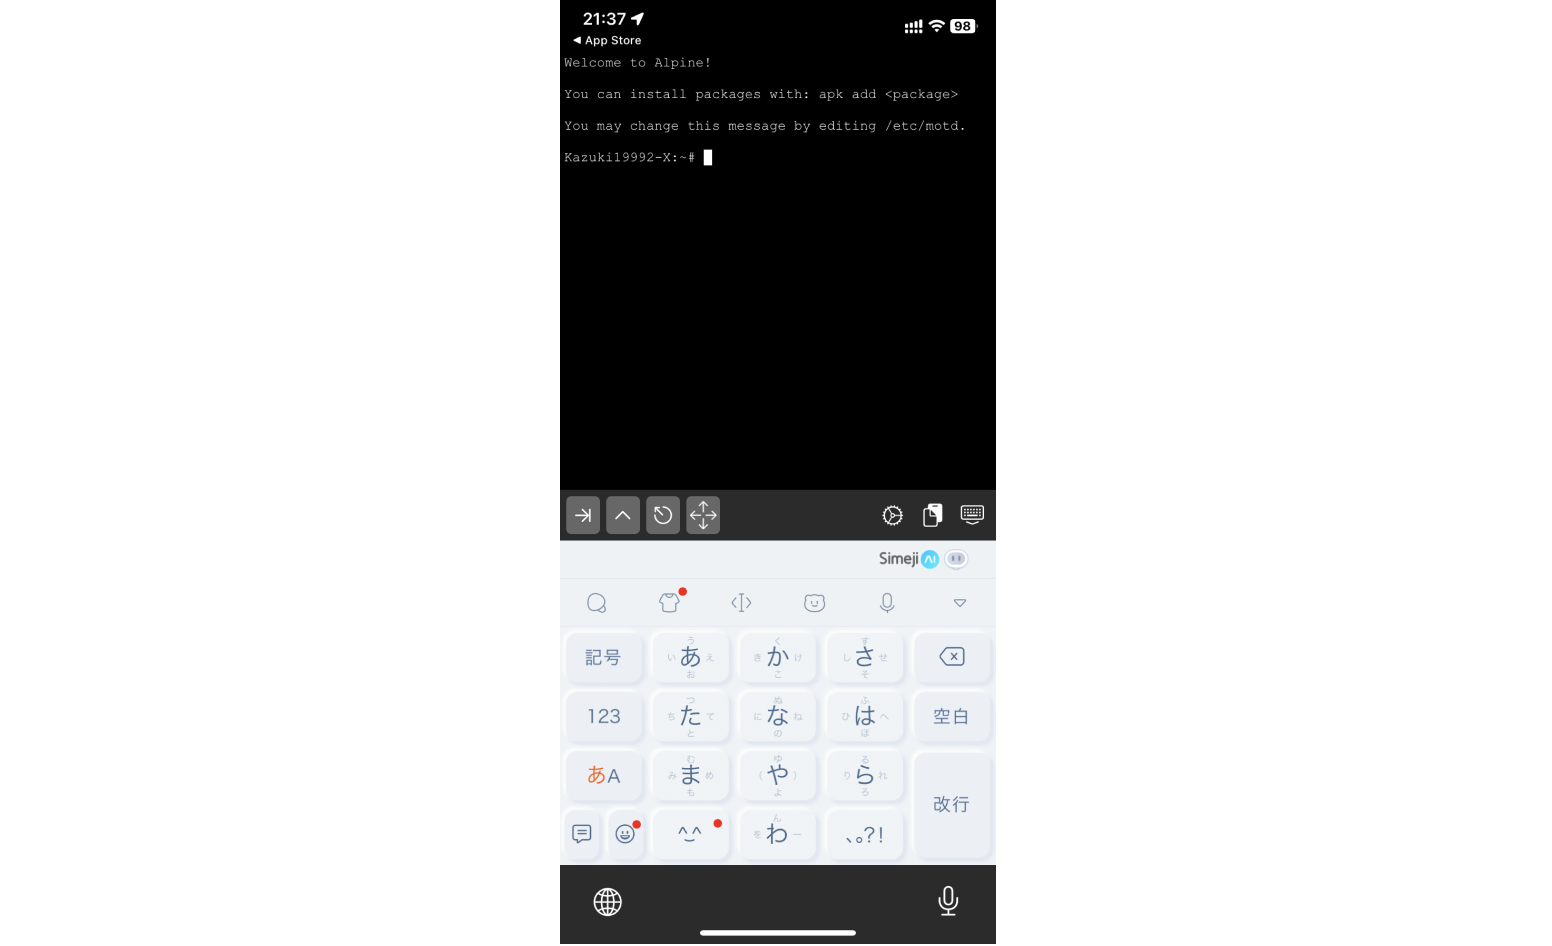 21:37
98
◀ App Store
Welcome to Alpine!
You can install packages with: apk add <package>
You may change this message by editing /etc/motd.
Kazuki19992-X:~#
Simeji AI
記号
う
い あ え
お
く
き か け
こ
す
し さ せ
そ
123
つ
ち た て
と
ぬ
に な ね
の
ふ
ひ は へ
ほ
空白
あA
む
み ま め
も
ゆ
( や )
よ
る
り ら れ
ろ
改行
^_^
ん
を わ ー
、。?!